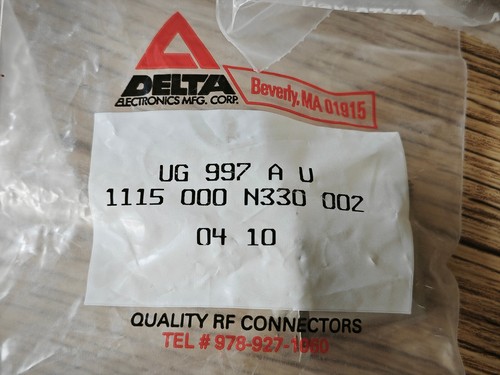 DELTA
ELECTRONICS MFG. CORP.
Beverly, MA 01915
UG 997 A U
1115 000 N330 002
04 10
QUALITY RF CONNECTORS
TEL # 978-927-1060